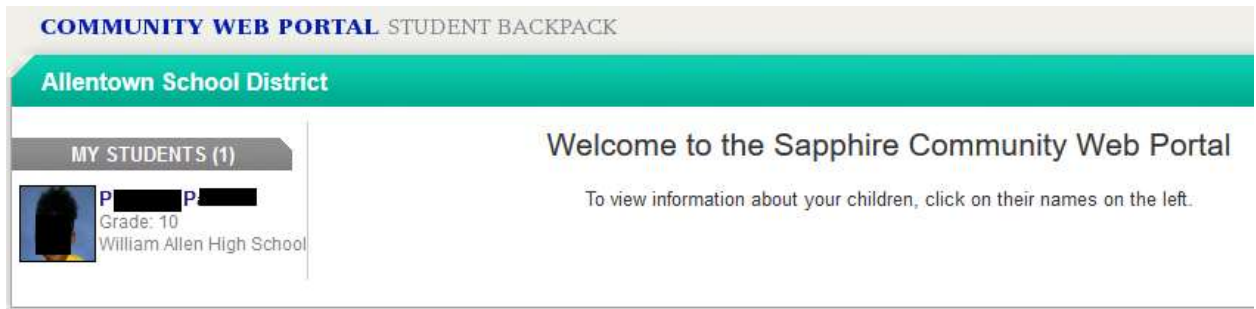 COMMUNITY WEB PORTAL STUDENT BACKPACK
Allentown School District
MY STUDENTS (1)
Welcome to the Sapphire Community Web Portal
To view information about your children, click on their names on the left.
P P
Grade: 10
William Allen High School